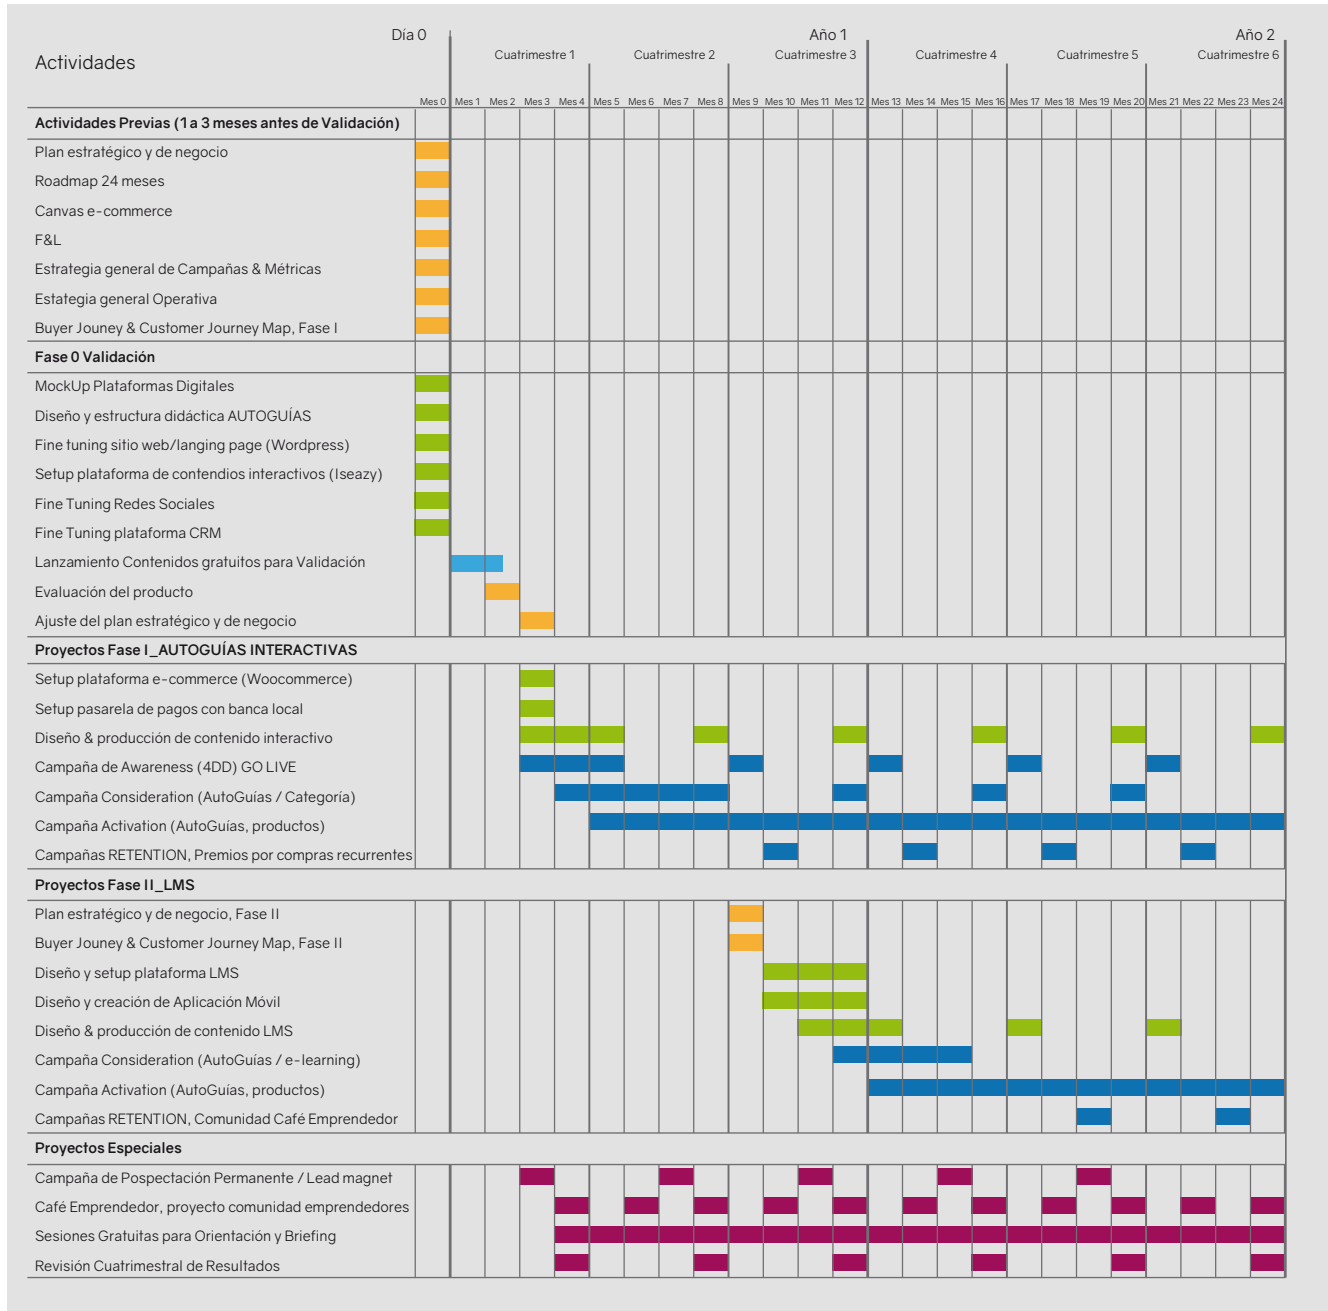 Día 0 Año 1 Año 2
Actividades Cuatrimestre 1 Cuatrimestre 2 Cuatrimestre 3 Cuatrimestre 4 Cuatrimestre 5 Cuatrimestre 6
Mes 0 Mes 1 Mes 2 Mes 3 Mes 4 Mes 5 Mes 6 Mes 7 Mes 8 Mes 9 Mes 10 Mes 11 Mes 12 Mes 13 Mes 14 Mes 15 Mes 16 Mes 17 Mes 18 Mes 19 Mes 20 Mes 21 Mes 22 Mes 23 Mes 24
Actividades Previas (1 a 3 meses antes de Validación)
Plan estratégico y de negocio
Roadmap 24 meses
Canvas e-commerce
F&L
Estrategia general de Campañas & Métricas
Estategia general Operativa
Buyer Jouney & Customer Journey Map, Fase I
Fase 0 Validación
MockUp Plataformas Digitales
Diseño y estructura didáctica AUTOGUÍAS
Fine tuning sitio web/langing page (Wordpress)
Setup plataforma de contendios interactivos (Iseazy)
Fine Tuning Redes Sociales
Fine Tuning plataforma CRM
Lanzamiento Contenidos gratuitos para Validación
Evaluación del producto
Ajuste del plan estratégico y de negocio
Proyectos Fase I_AUTOGUÍAS INTERACTIVAS
Setup plataforma e-commerce (Woocommerce)
Setup pasarela de pagos con banca local
Diseño & producción de contenido interactivo
Campaña de Awareness (4DD) GO LIVE
Campaña Consideration (AutoGuías / Categoría)
Campaña Activation (AutoGuías, productos)
Campañas RETENTION, Premios por compras recurrentes
Proyectos Fase II_LMS
Plan estratégico y de negocio, Fase II
Buyer Jouney & Customer Journey Map, Fase II
Diseño y setup plataforma LMS
Diseño y creación de Aplicación Móvil
Diseño & producción de contenido LMS
Campaña Consideration (AutoGuías / e-learning)
Campaña Activation (AutoGuías, productos)
Campañas RETENTION, Comunidad Café Emprendedor
Proyectos Especiales
Campaña de Pospectación Permanente / Lead magnet
Café Emprendedor, proyecto comunidad emprendedores
Sesiones Gratuitas para Orientación y Briefing
Revisión Cuatrimestral de Resultados